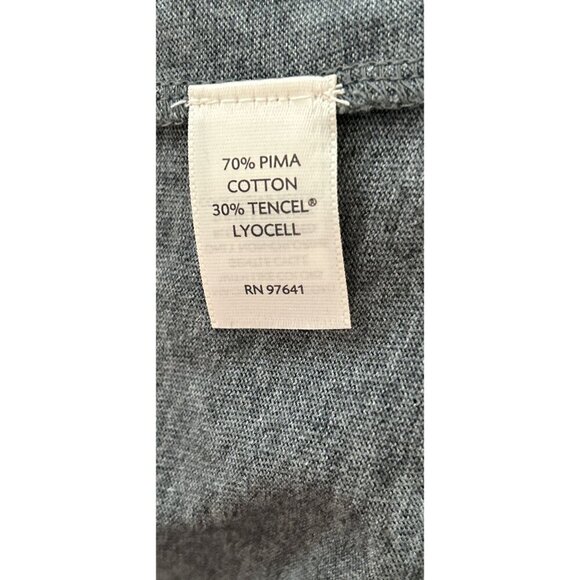 70% PIMA
COTTON
30% TENCEL®
LYOCELL
RN 97641